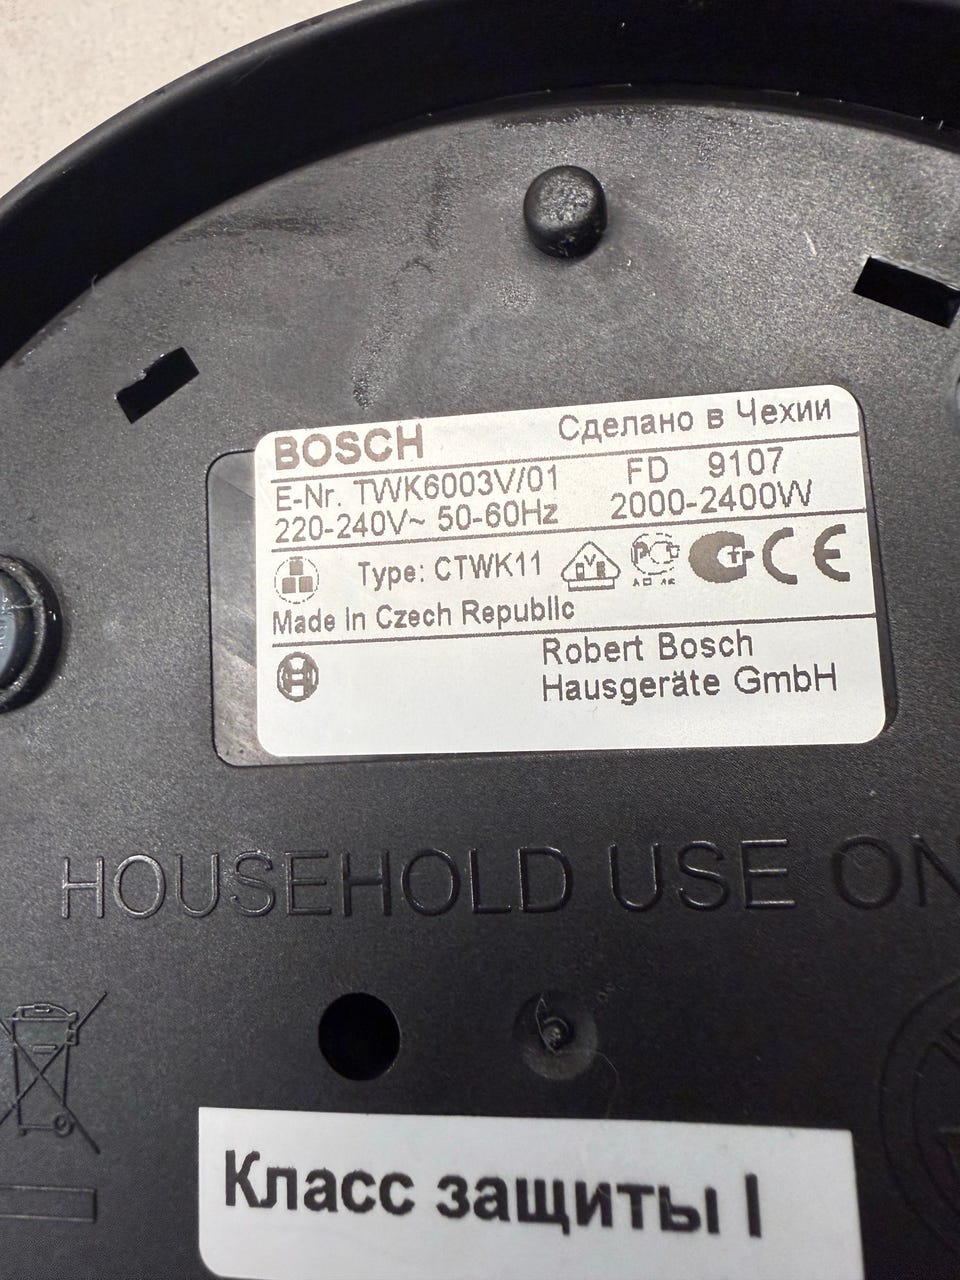 BOSCH Сделано в Чехии
E-Nr. TWK6003V/01 FD 9107
220-240V~ 50-60Hz 2000-2400W
Type: CTWK11 CE
Made in Czech Republic
Robert Bosch
Hausgeräte GmbH
HOUSEHOLD USE ON
Класс защиты I